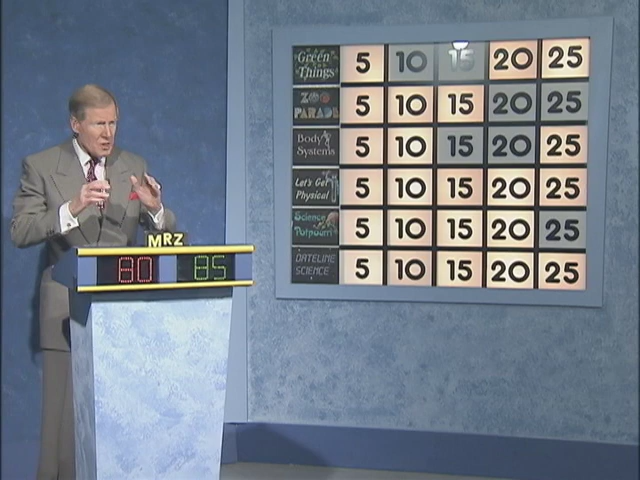 Green Things 5 10 15 20 25
ZOO PARADE 5 10 15 20 25
Body Systems 5 10 15 20 25
Let's Get Physical 5 10 15 20 25
Science Potpourri 5 10 15 20 25
DATELINE SCIENCE 5 10 15 20 25
MRZ
80 85